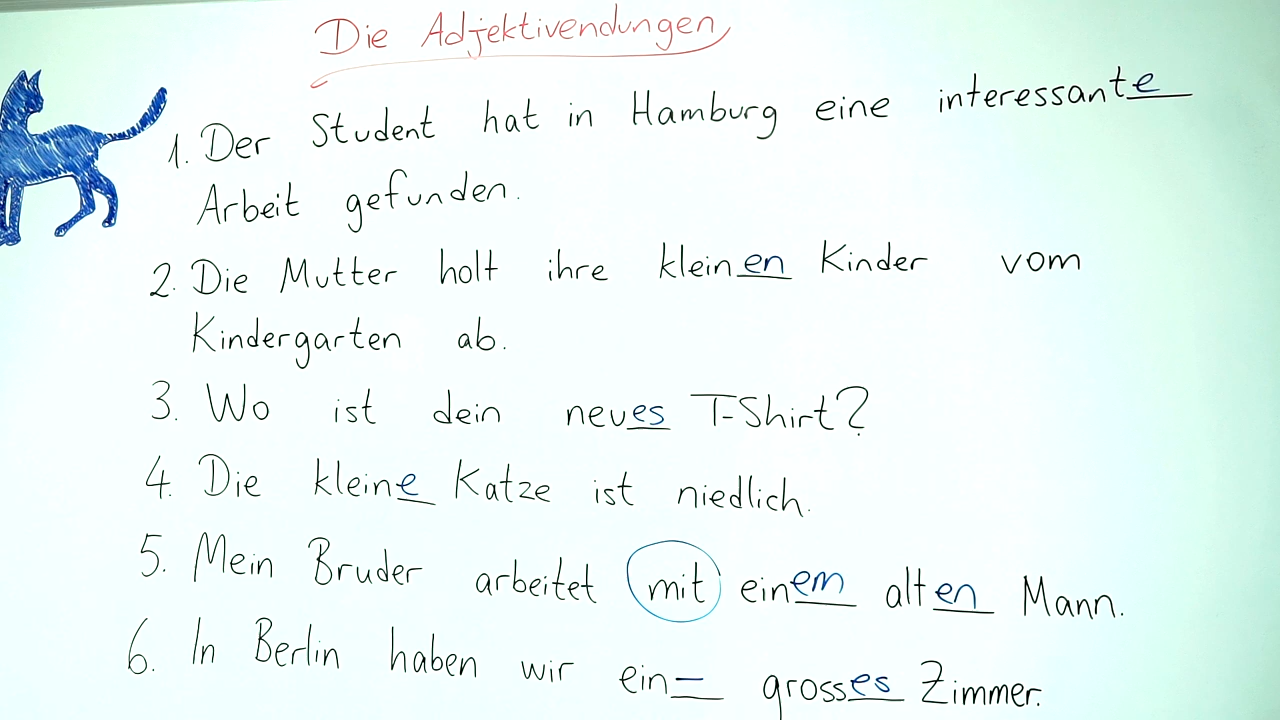 Die Adjektivendungen
1. Der Student hat in Hamburg eine interessante
Arbeit gefunden.
2. Die Mutter holt ihre kleinen Kinder vom
Kindergarten ab.
3. Wo ist dein neues T-Shirt?
4. Die kleine Katze ist niedlich.
5. Mein Bruder arbeitet mit einem alten Mann.
6. In Berlin haben wir ein– grosses Zimmer.